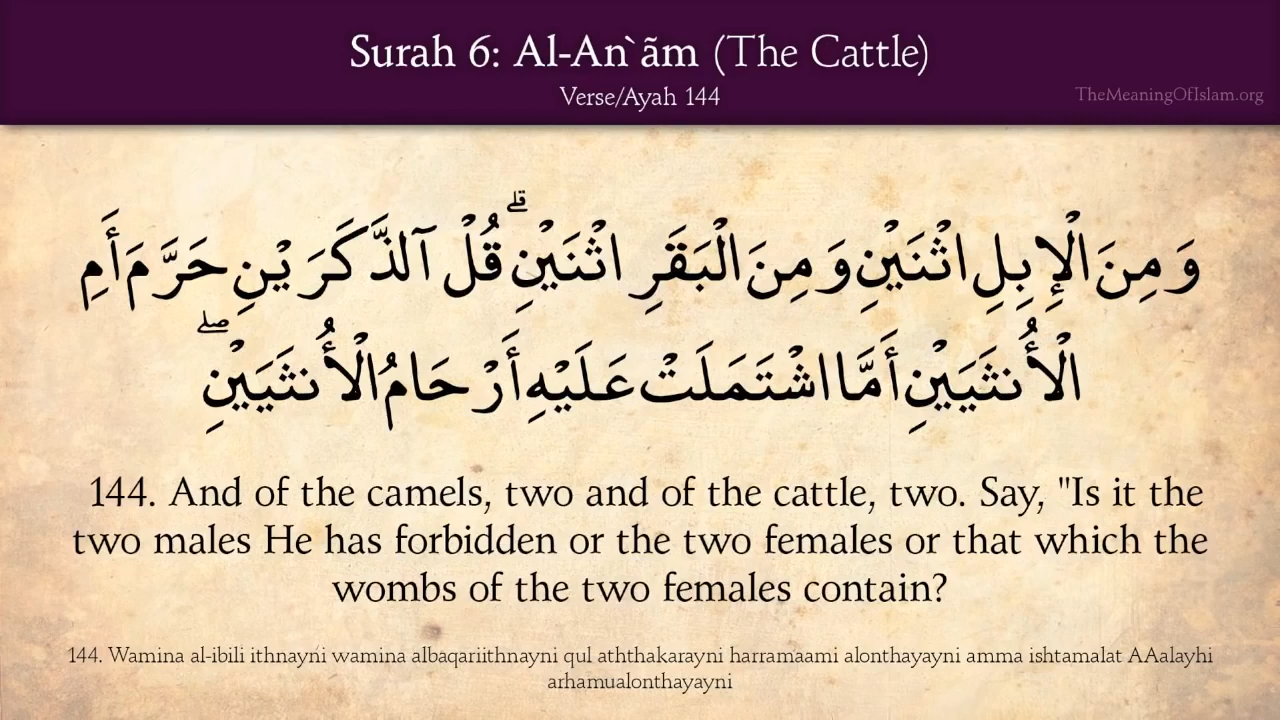 Surah 6: Al-An`ãm (The Cattle)
Verse/Ayah 144
TheMeaningOfIslam.org
وَمِنَ الْإِبِلِ اثْنَيْنِ وَمِنَ الْبَقَرِ اثْنَيْنِ ۗ قُلْ آلذَّكَرَيْنِ حَرَّمَ أَمِ
الْأُنثَيَيْنِ أَمَّا اشْتَمَلَتْ عَلَيْهِ أَرْحَامُ الْأُنثَيَيْنِ ۖ
144. And of the camels, two and of the cattle, two. Say, "Is it the
two males He has forbidden or the two females or that which the
wombs of the two females contain?
144. Wamina al-ibili ithnayni wamina albaqariithnayni qul aththakarayni harramaami alonthayayni amma ishtamalat AAalayhi
arhamualonthayayni